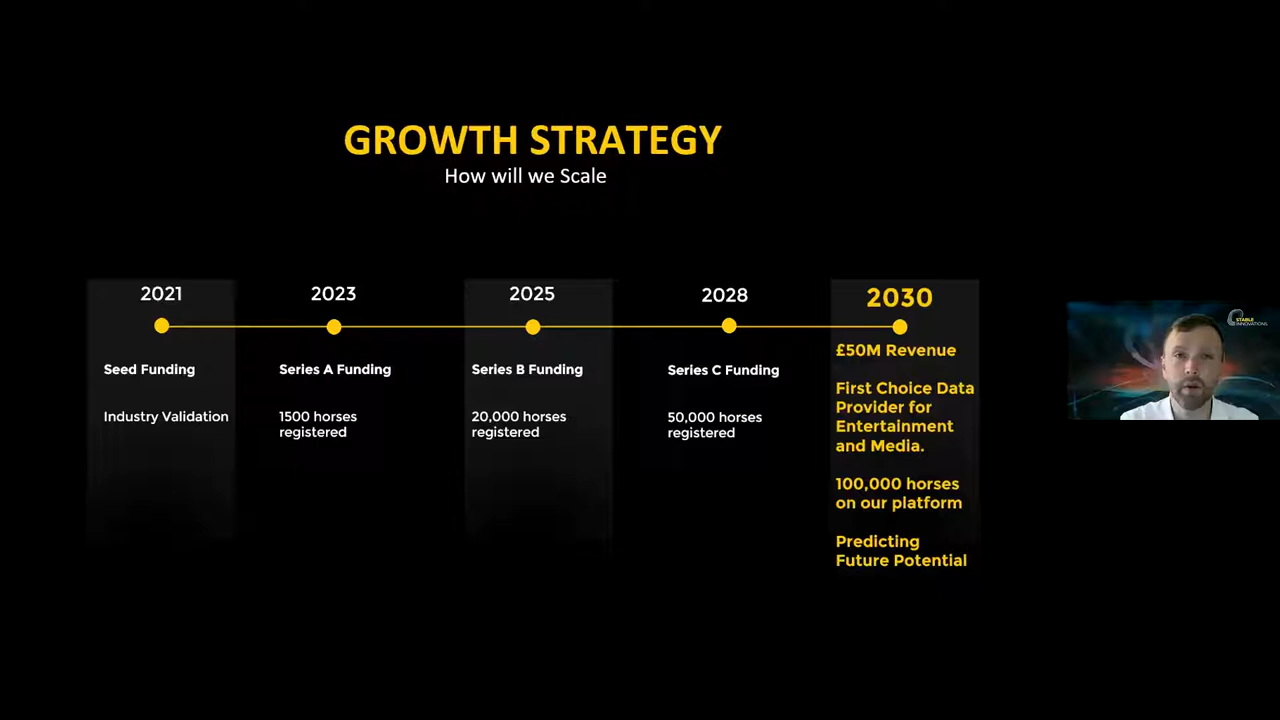 GROWTH STRATEGY
How will we Scale
2021
Seed Funding
Industry Validation
2023
Series A Funding
1500 horses
registered
2025
Series B Funding
20,000 horses
registered
2028
Series C Funding
50,000 horses
registered
2030
£50M Revenue
First Choice Data
Provider for
Entertainment
and Media.
100,000 horses
on our platform
Predicting
Future Potential
STABLE
INNOVATIONS